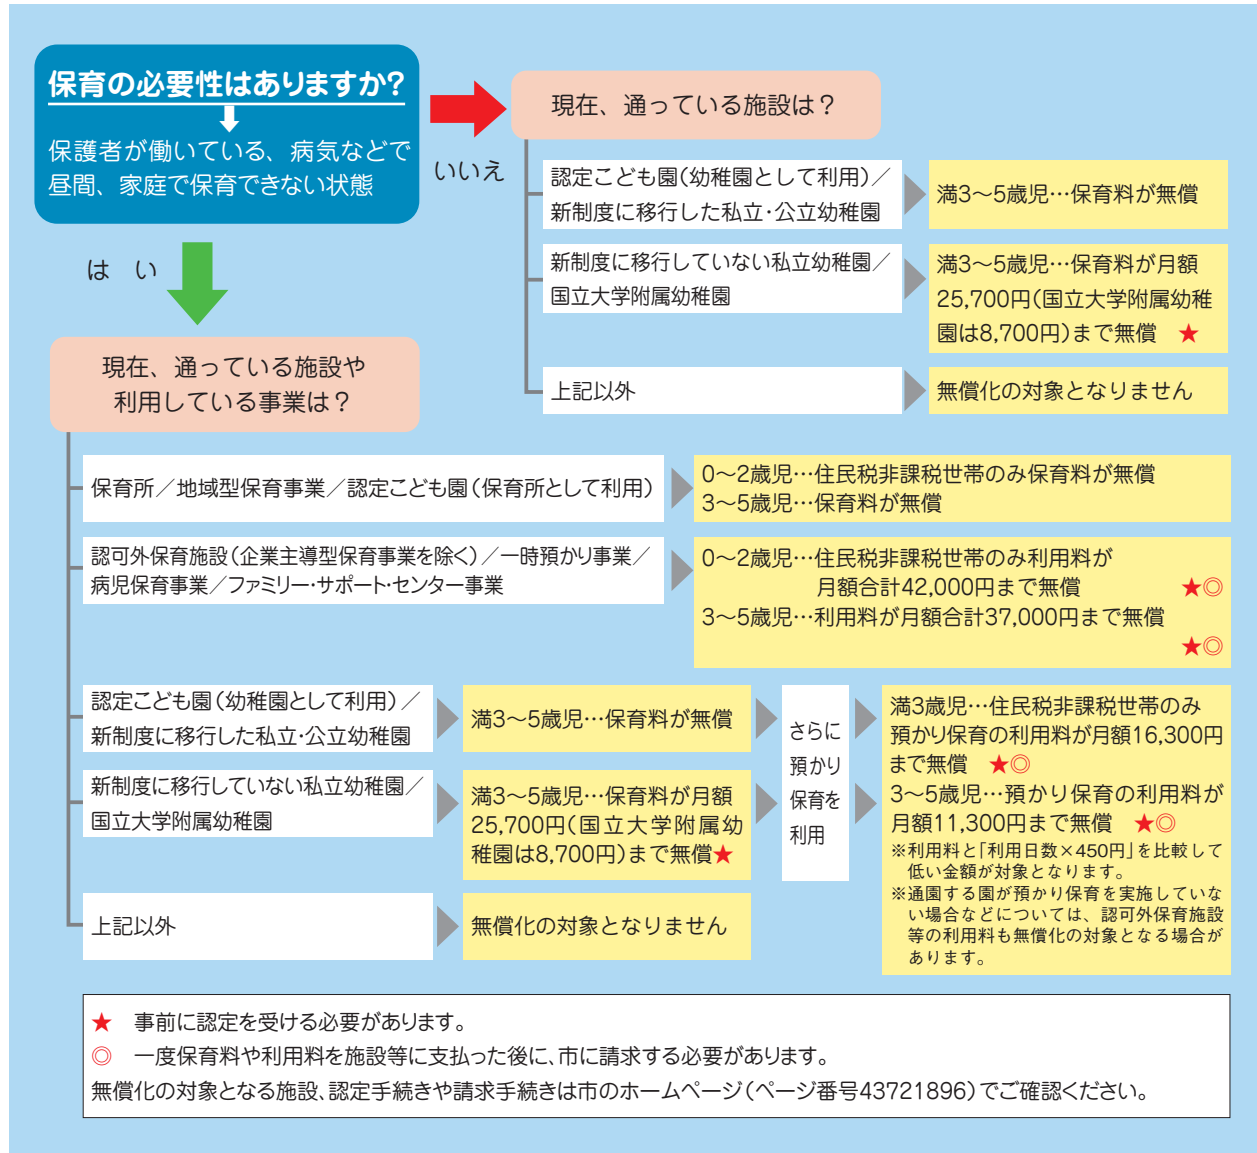 保育の必要性はありますか?
保護者が働いている、病気などで
昼間、家庭で保育できない状態
いいえ
現在、通っている施設は?
認定こども園(幼稚園として利用)/
新制度に移行した私立・公立幼稚園
満3〜5歳児…保育料が無償
新制度に移行していない私立幼稚園/
国立大学附属幼稚園
満3〜5歳児…保育料が月額
25,700円(国立大学附属幼稚
園は8,700円)まで無償 ★
上記以外
無償化の対象となりません
は い
現在、通っている施設や
利用している事業は?
保育所/地域型保育事業/認定こども園(保育所として利用)
0〜2歳児…住民税非課税世帯のみ保育料が無償
3〜5歳児…保育料が無償
認可外保育施設(企業主導型保育事業を除く)/一時預かり事業/
病児保育事業/ファミリー・サポート・センター事業
0〜2歳児…住民税非課税世帯のみ利用料が
月額合計42,000円まで無償 ★◎
3〜5歳児…利用料が月額合計37,000円まで無償
★◎
認定こども園(幼稚園として利用)/
新制度に移行した私立・公立幼稚園
満3〜5歳児…保育料が無償
新制度に移行していない私立幼稚園/
国立大学附属幼稚園
満3〜5歳児…保育料が月額
25,700円(国立大学附属幼
稚園は8,700円)まで無償★
さらに
預かり
保育を
利用
満3歳児…住民税非課税世帯のみ
預かり保育の利用料が月額16,300円
まで無償 ★◎
3〜5歳児…預かり保育の利用料が
月額11,300円まで無償 ★◎
※利用料と「利用日数×450円」を比較して
低い金額が対象となります。
※通園する園が預かり保育を実施していな
い場合などについては、認可外保育施設
等の利用料も無償化の対象となる場合が
あります。
上記以外
無償化の対象となりません
★ 事前に認定を受ける必要があります。
◎ 一度保育料や利用料を施設等に支払った後に、市に請求する必要があります。
無償化の対象となる施設、認定手続きや請求手続きは市のホームページ(ページ番号43721896)でご確認ください。